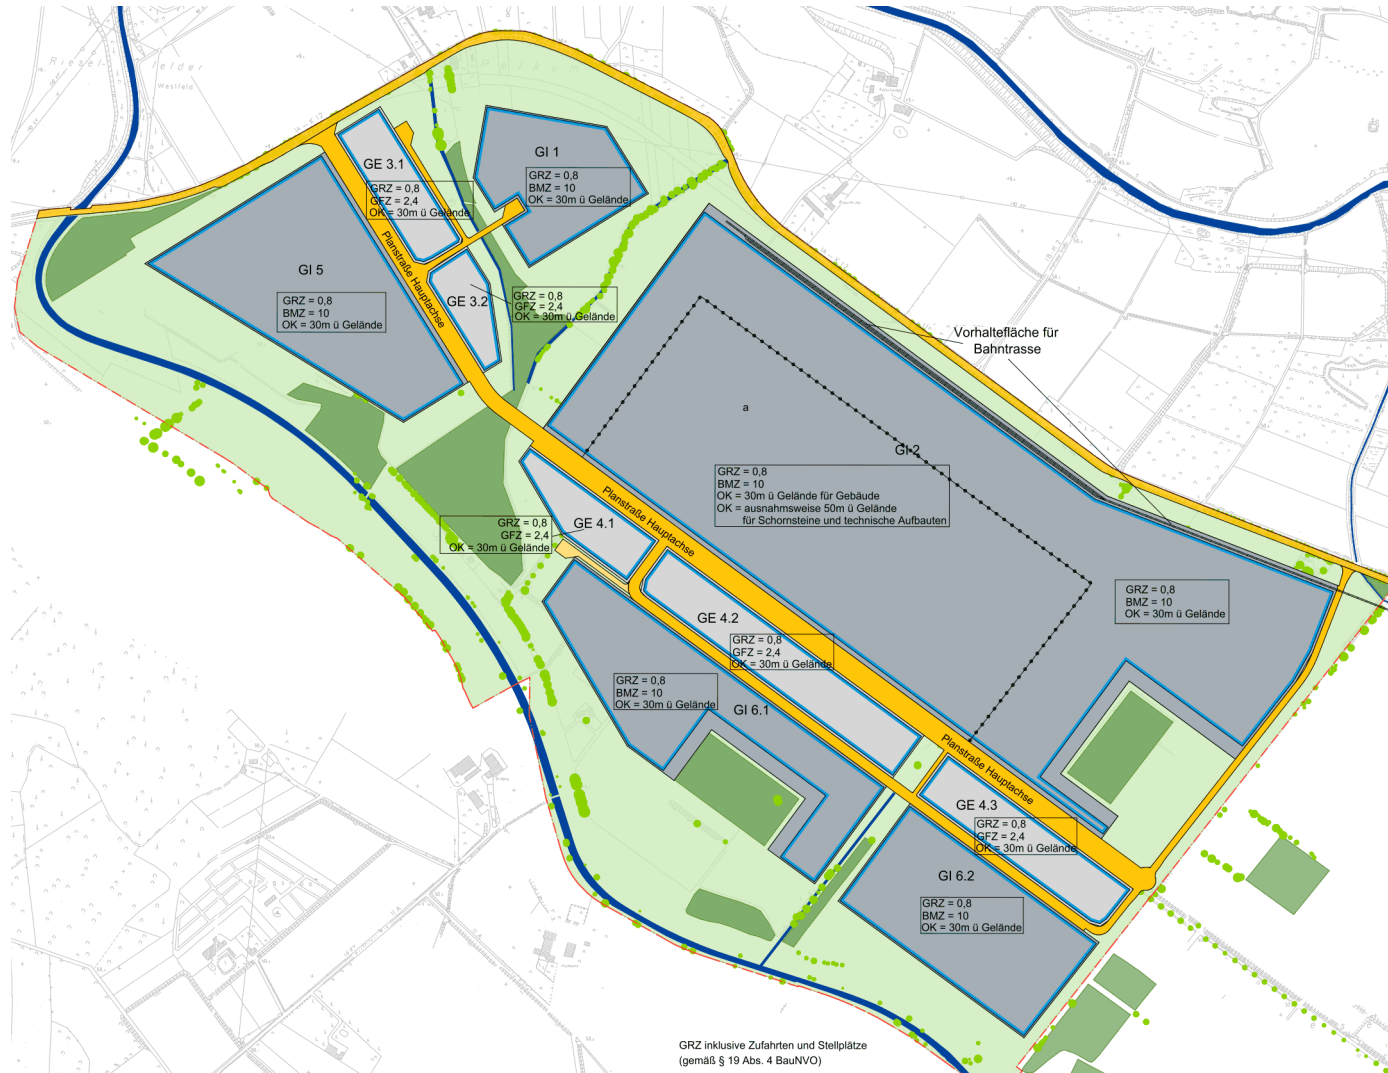 Riesel felder
Westfeld
GE 3.1
GRZ = 0,8
GFZ = 2,4
OK = 30m ü Gelände
GI 1
GRZ = 0,8
BMZ = 10
OK = 30m ü Gelände
Planstraße Hauptachse
GI 5
GRZ = 0,8
BMZ = 10
OK = 30m ü Gelände
GE 3.2
GRZ = 0,8
GFZ = 2,4
OK = 30m ü Gelände
Vorhaltefläche für
Bahntrasse
a
GI 2
GRZ = 0,8
BMZ = 10
OK = 30m ü Gelände für Gebäude
OK = ausnahmsweise 50m ü Gelände
für Schornsteine und technische Aufbauten
Planstraße Hauptachse
GE 4.1
GRZ = 0,8
GFZ = 2,4
OK = 30m ü Gelände
GRZ = 0,8
BMZ = 10
OK = 30m ü Gelände
GE 4.2
GRZ = 0,8
GFZ = 2,4
OK = 30m ü Gelände
GRZ = 0,8
BMZ = 10
OK = 30m ü Gelände
GI 6.1
Planstraße Hauptachse
GE 4.3
GRZ = 0,8
GFZ = 2,4
OK = 30m ü Gelände
GI 6.2
GRZ = 0,8
BMZ = 10
OK = 30m ü Gelände
GRZ inklusive Zufahrten und Stellplätze
(gemäß § 19 Abs. 4 BauNVO)